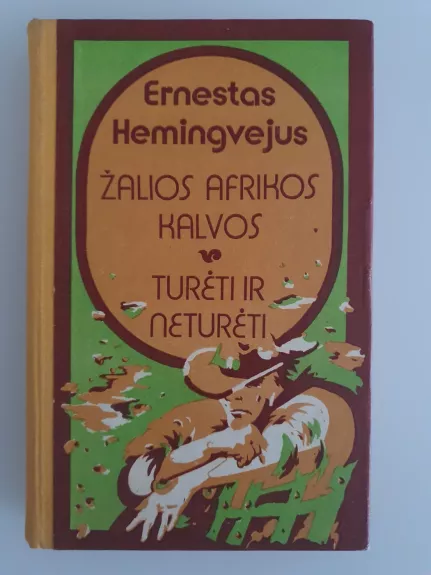 Ernestas
Hemingvejus
ŽALIOS AFRIKOS
KALVOS
TURĖTI IR
NETURĖTI